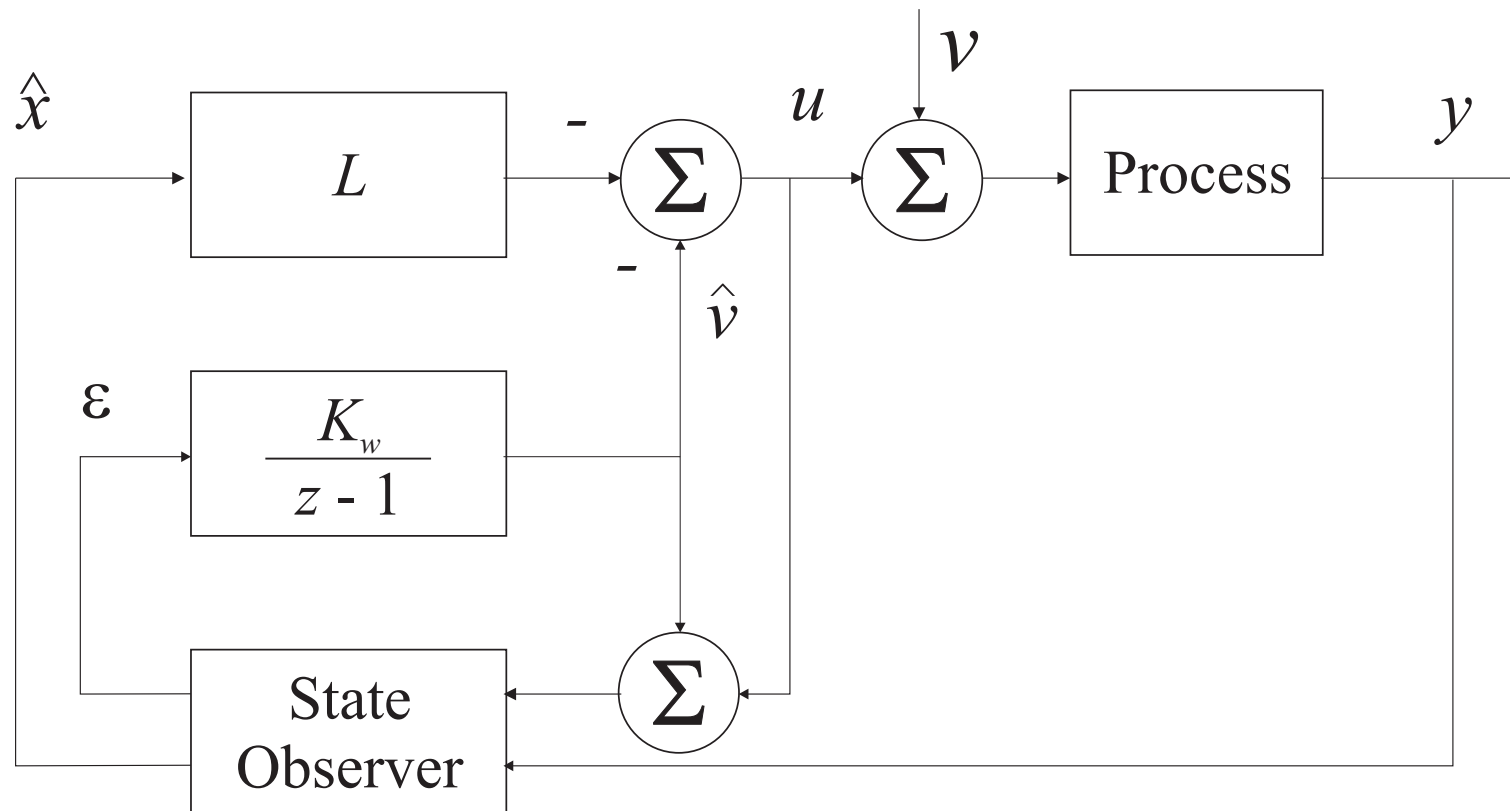 x̂
L
-
Σ
u
v
Σ
Process
y
-
v̂
ε
K_w
z - 1
State
Observer
Σ